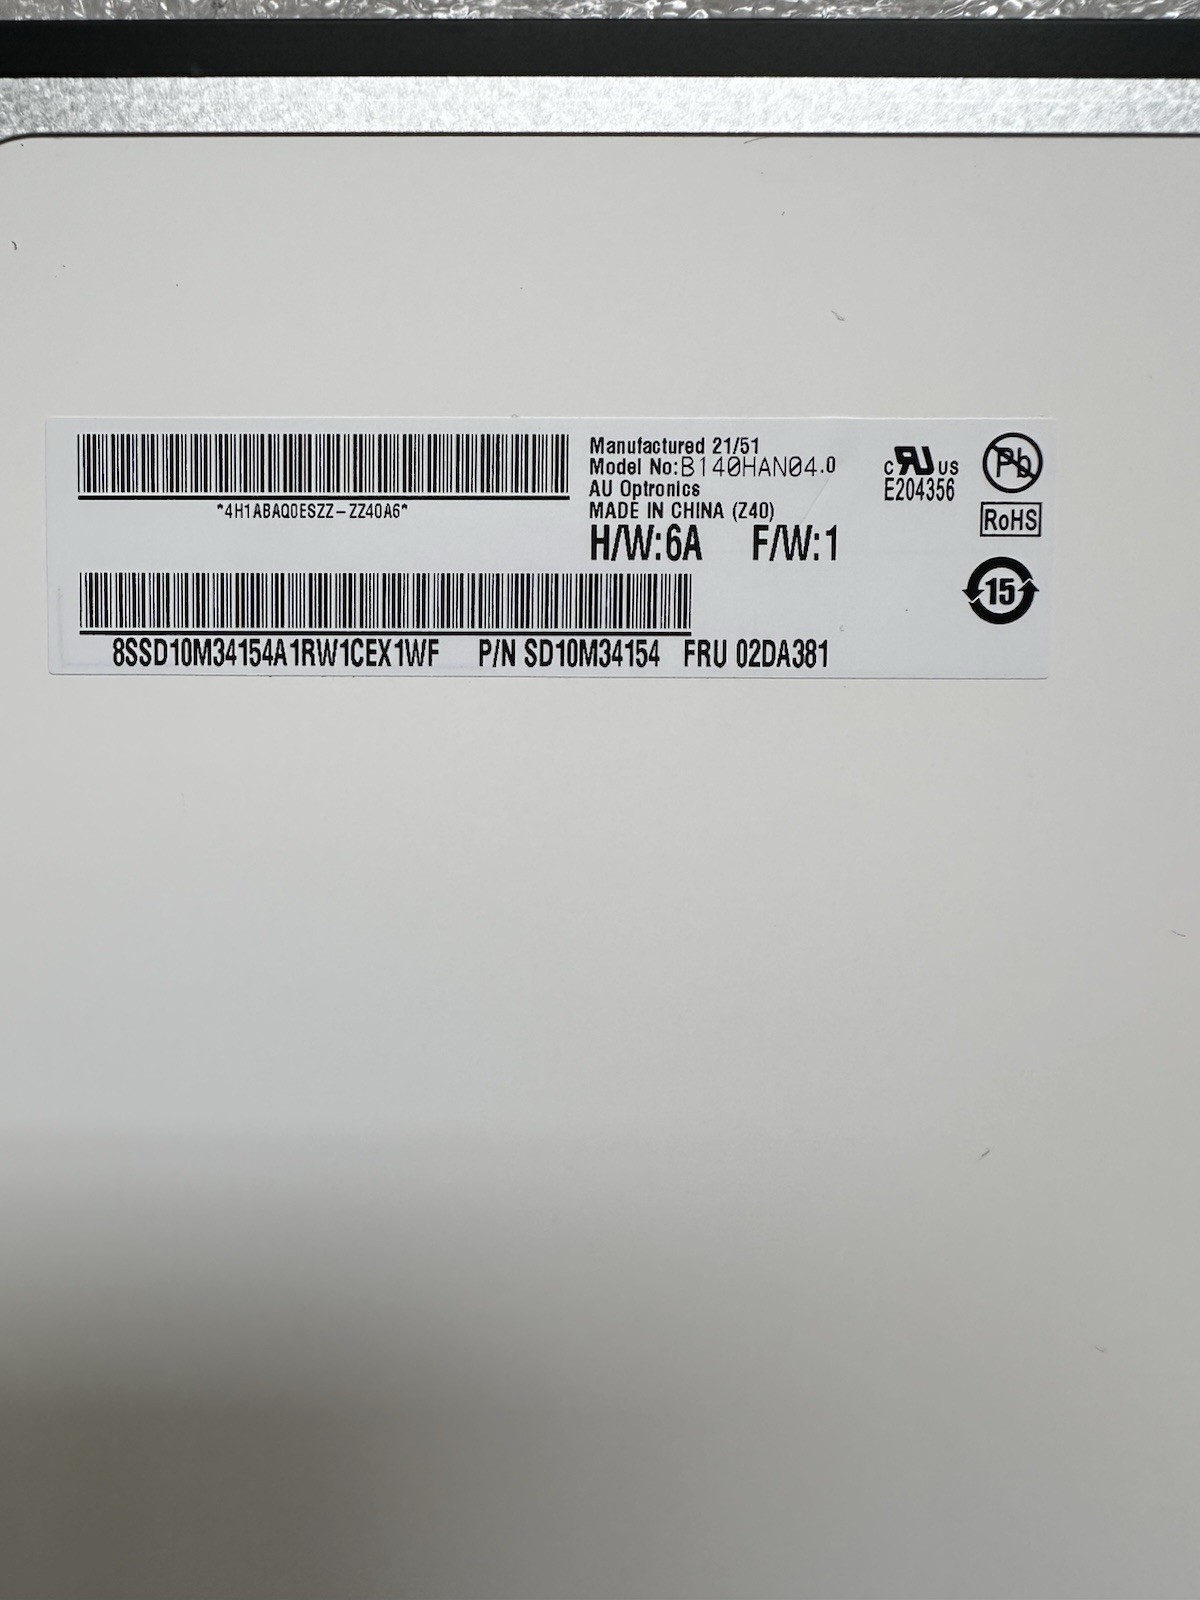 *4H1ABAQ0ESZZ-ZZ40A6*
Manufactured 21/51
Model No:B140HAN04.0
AU Optronics
MADE IN CHINA (Z40)
H/W:6A F/W:1
c RU US
E204356
Pb
RoHS
15
8SSD10M34154A1RW1CEX1WF P/N SD10M34154 FRU 02DA381